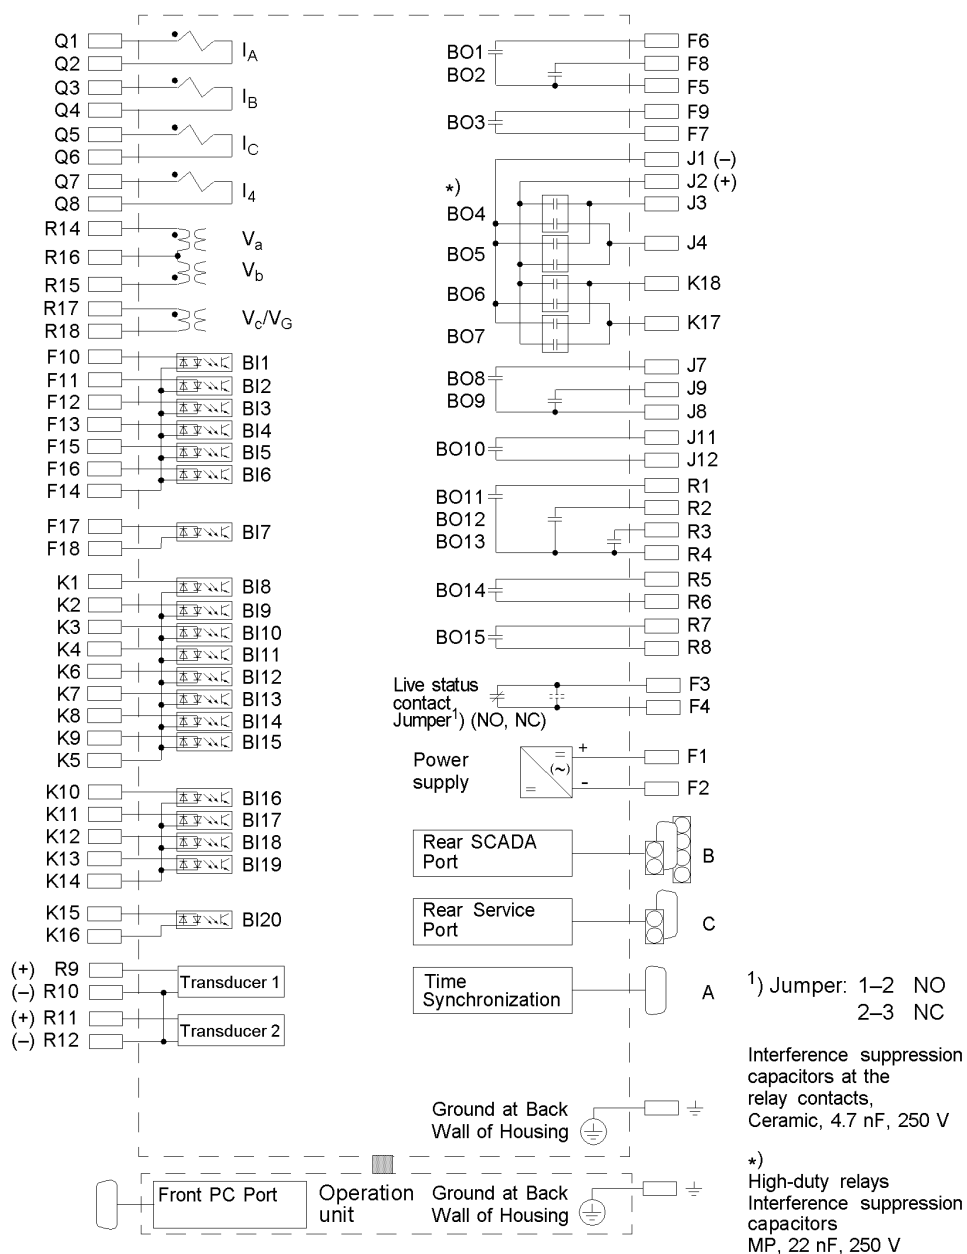 Q1
Q2
I_A
Q3
Q4
I_B
Q5
Q6
I_C
Q7
Q8
I_4
R14
R16
R15
V_a
V_b
R17
R18
V_c/V_G
F10
F11
F12
F13
F15
F16
F14
BI1
BI2
BI3
BI4
BI5
BI6
F17
F18
BI7
K1
K2
K3
K4
K6
K7
K8
K9
K5
BI8
BI9
BI10
BI11
BI12
BI13
BI14
BI15
K10
K11
K12
K13
K14
BI16
BI17
BI18
BI19
K15
K16
BI20
(+) R9
(–) R10
(+) R11
(–) R12
Transducer 1
Transducer 2
BO1
BO2
F6
F8
F5
BO3
F9
F7
J1 (–)
J2 (+)
J3
*)
BO4
BO5
J4
BO6
BO7
K18
K17
BO8
BO9
J7
J9
J8
BO10
J11
J12
BO11
BO12
BO13
R1
R2
R3
R4
BO14
R5
R6
BO15
R7
R8
Live status
contact
Jumper¹) (NO, NC)
F3
F4
Power
supply
=
(~)
=
+
-
F1
F2
Rear SCADA
Port
B
Rear Service
Port
C
Time
Synchronization
A
¹) Jumper: 1–2 NO
2–3 NC
Interference suppression
capacitors at the
relay contacts,
Ceramic, 4.7 nF, 250 V
Ground at Back
Wall of Housing
*)
High-duty relays
Interference suppression
capacitors
MP, 22 nF, 250 V
Front PC Port
Operation
unit
Ground at Back
Wall of Housing